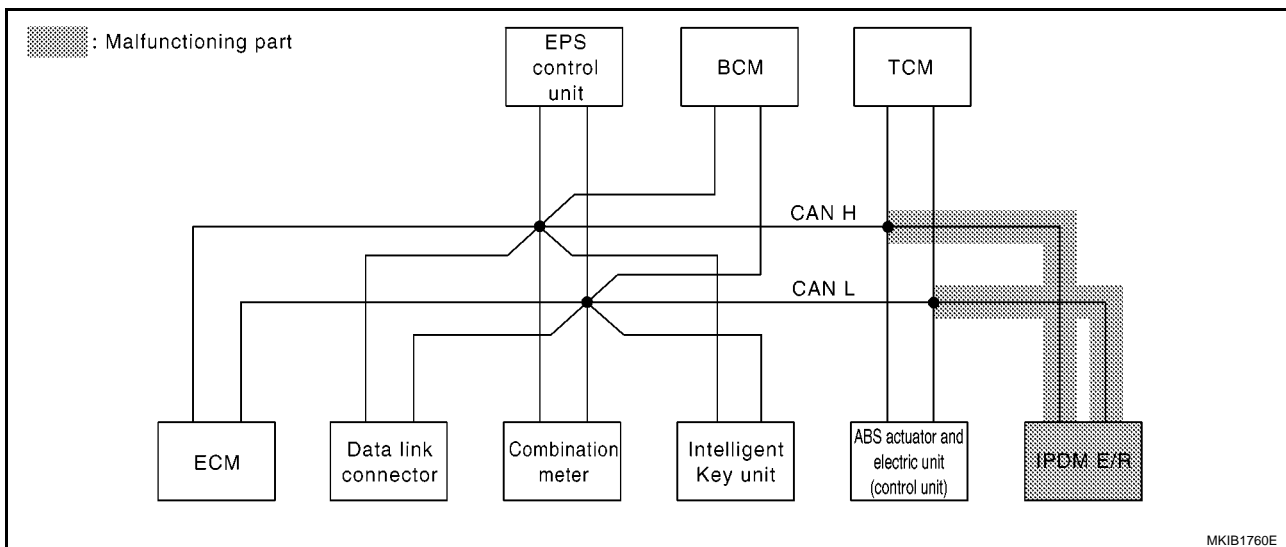 : Malfunctioning part
EPS
control
unit
BCM
TCM
CAN H
CAN L
ECM
Data link
connector
Combination
meter
Intelligent
Key unit
ABS actuator and
electric unit
(control unit)
IPDM E/R
MKIB1760E